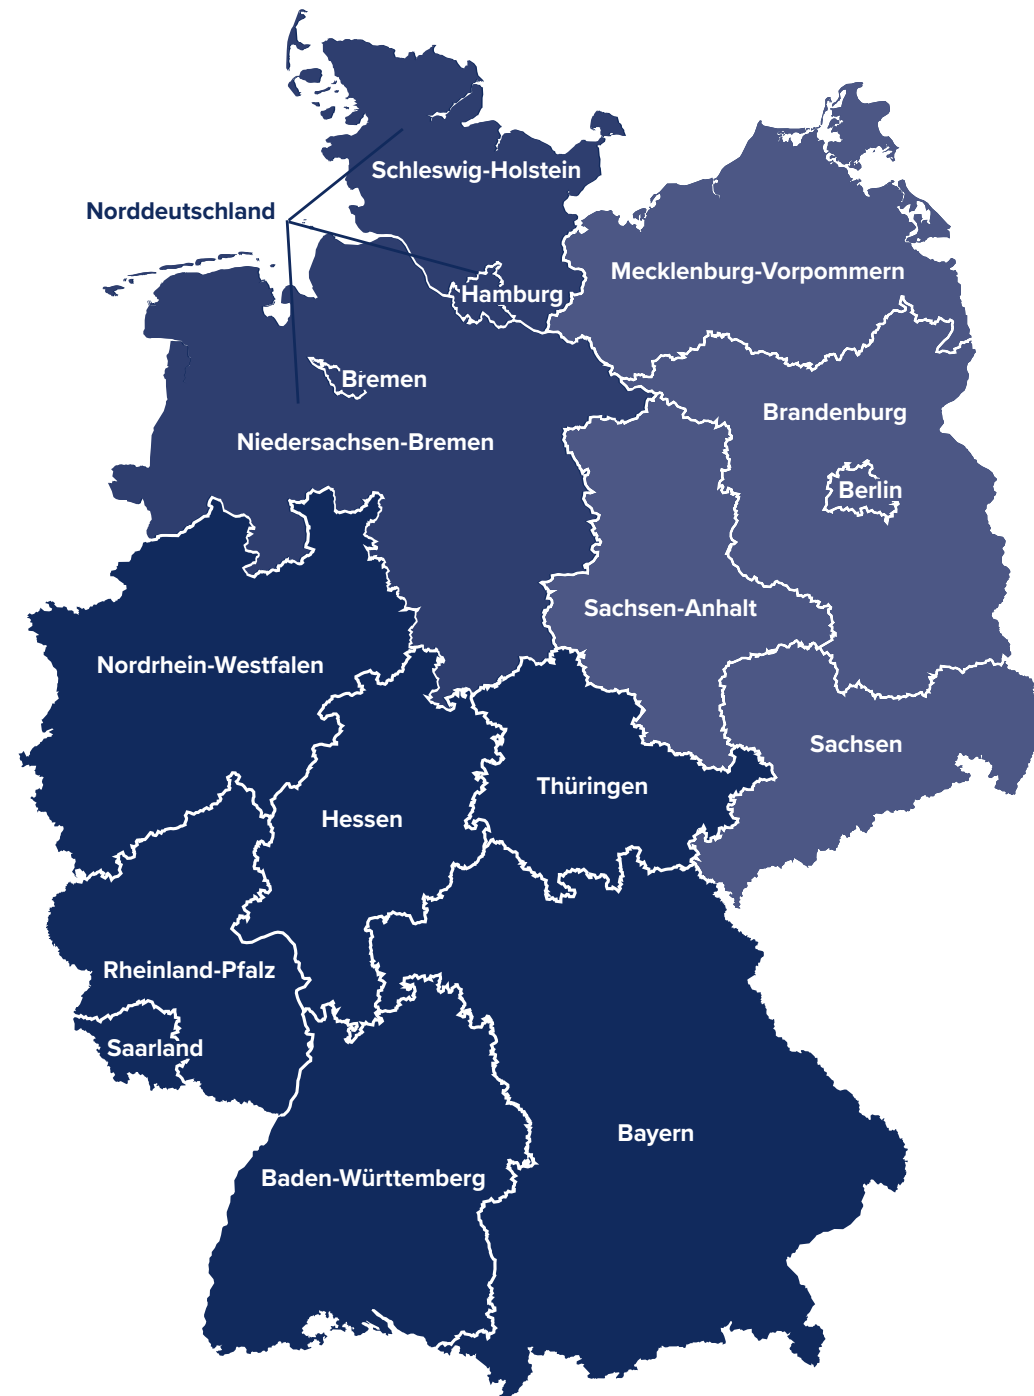 Schleswig-Holstein
Norddeutschland
Mecklenburg-Vorpommern
Hamburg
Bremen
Brandenburg
Niedersachsen-Bremen
Berlin
Sachsen-Anhalt
Nordrhein-Westfalen
Sachsen
Thüringen
Hessen
Rheinland-Pfalz
Saarland
Bayern
Baden-Württemberg